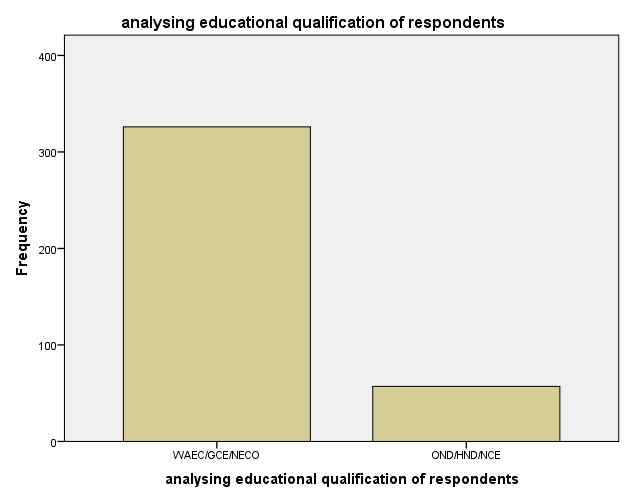 analysing educational qualification of respondents
Frequency
400
300
200
100
0
WAEC/GCE/NECO
OND/HND/NCE
analysing educational qualification of respondents